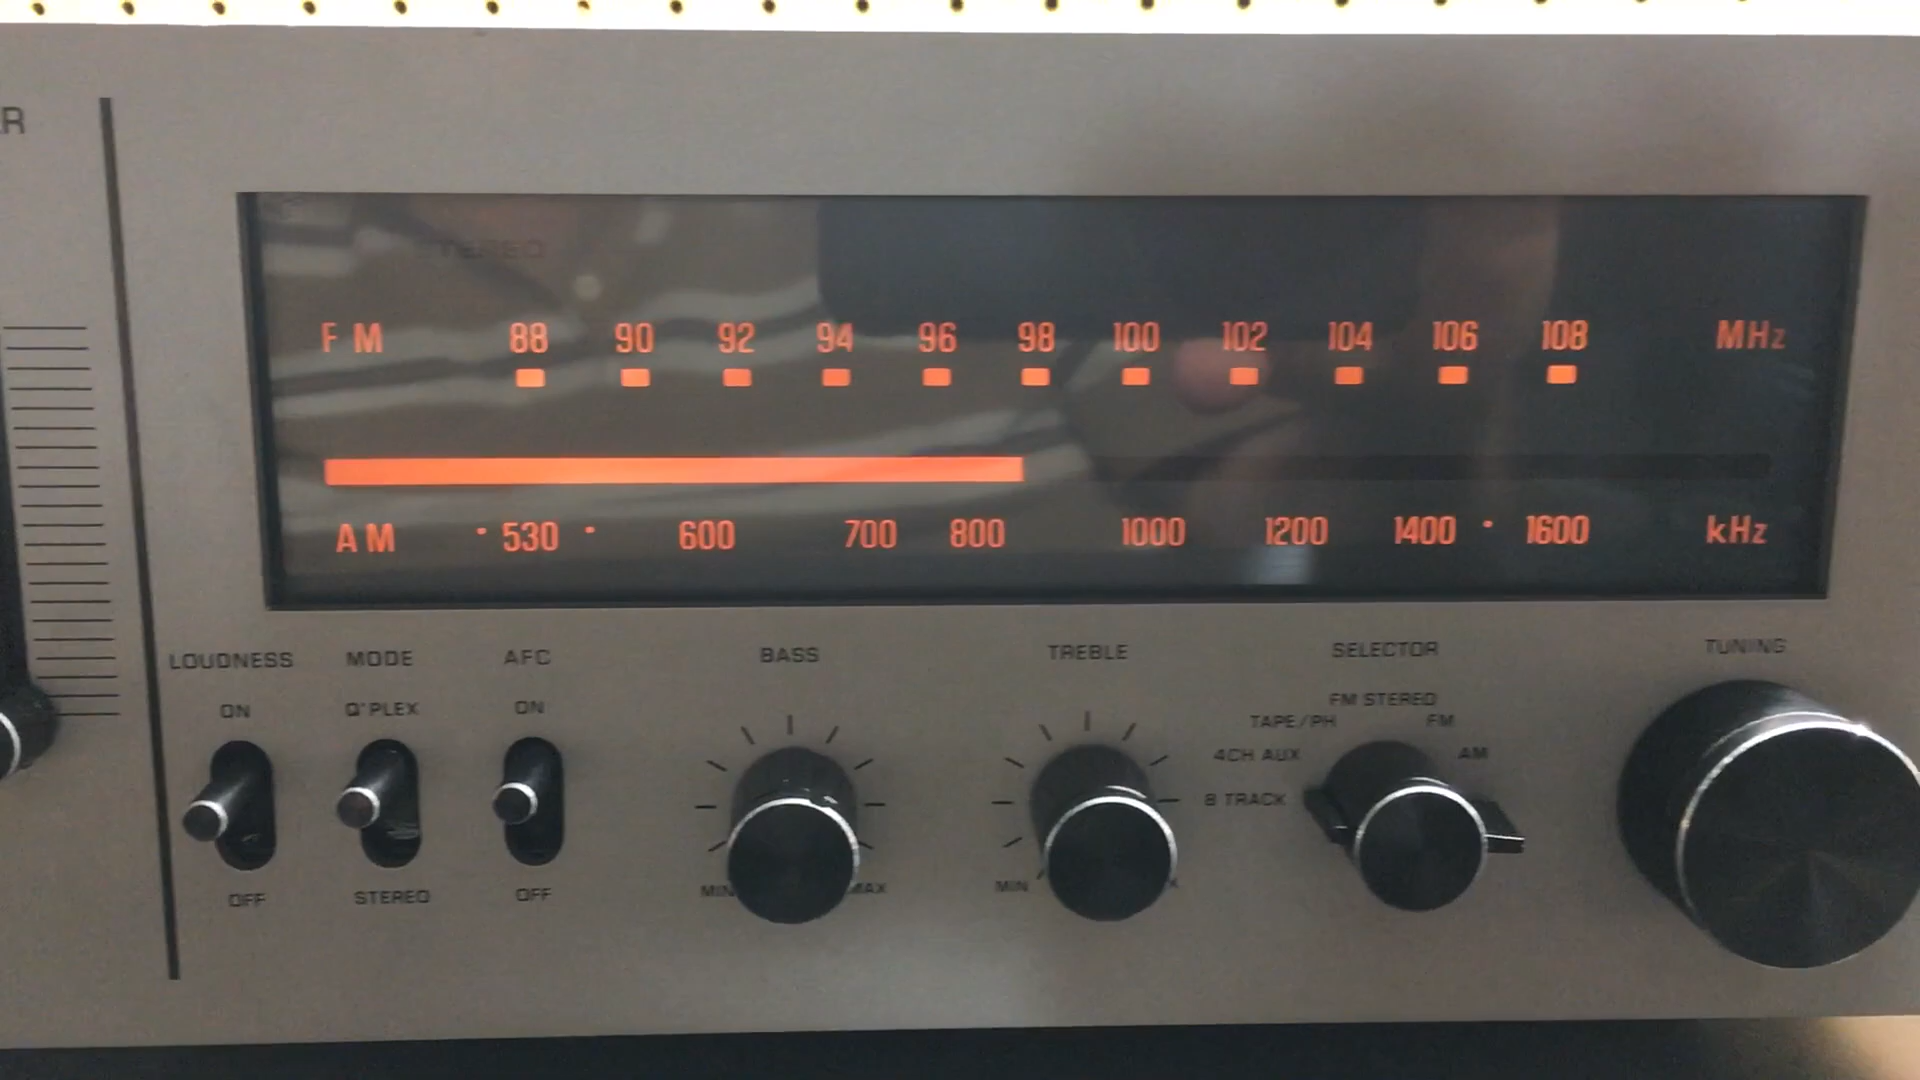 R
STEREO
FM 88 90 92 94 96 98 100 102 104 106 108 MHz
AM · 530 · 600 700 800 1000 1200 1400 · 1600 kHz
LOUDNESS MODE AFC BASS TREBLE SELECTOR TUNING
FM STEREO
ON Q'PLEX ON TAPE/PH FM
4CH AUX AM
8 TRACK
MIN MAX MIN
OFF STEREO OFF